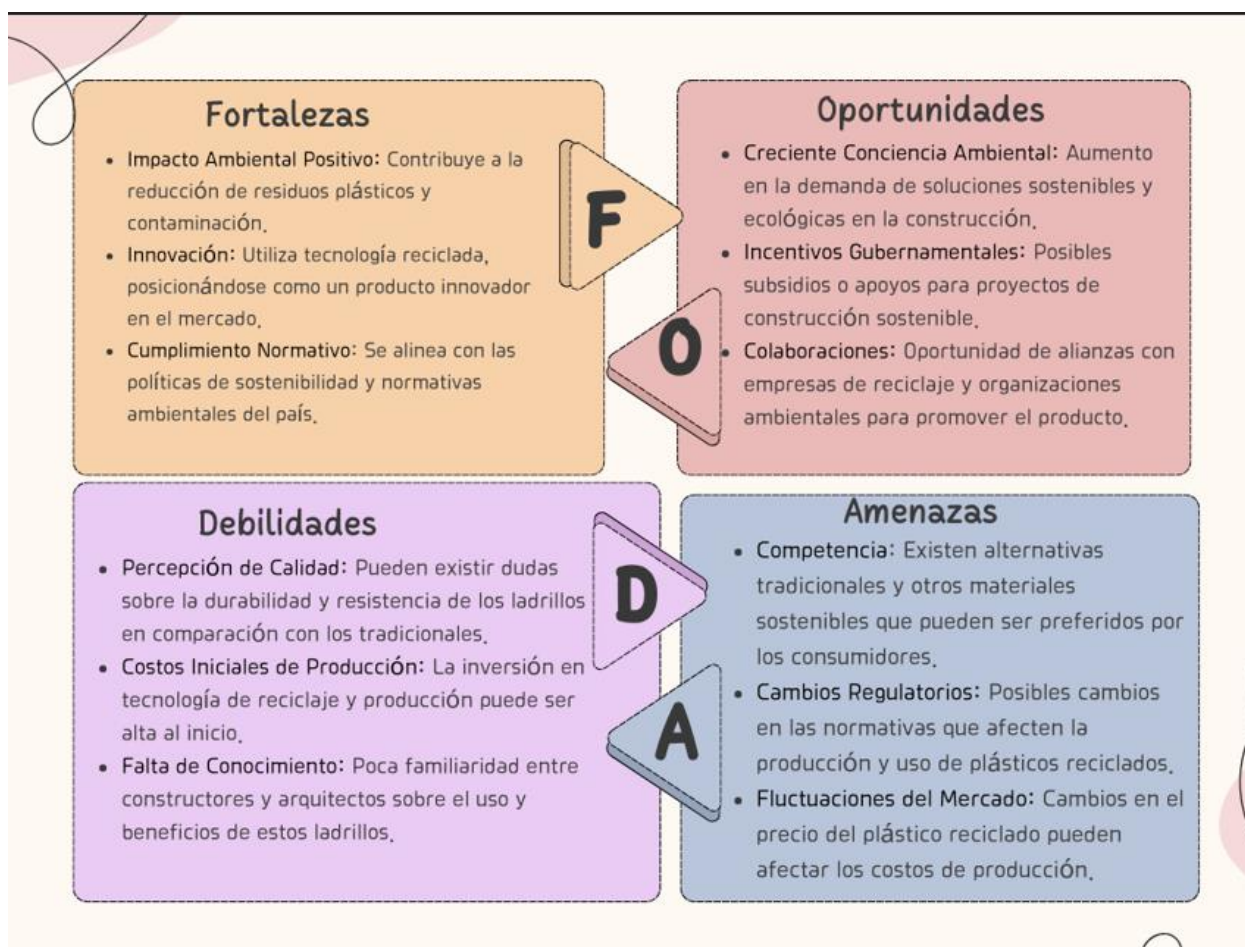 Fortalezas
• Impacto Ambiental Positivo: Contribuye a la
reducción de residuos plásticos y
contaminación.
• Innovación: Utiliza tecnología reciclada,
posicionándose como un producto innovador
en el mercado.
• Cumplimiento Normativo: Se alinea con las
políticas de sostenibilidad y normativas
ambientales del país.
F
Oportunidades
• Creciente Conciencia Ambiental: Aumento
en la demanda de soluciones sostenibles y
ecológicas en la construcción.
• Incentivos Gubernamentales: Posibles
subsidios o apoyos para proyectos de
construcción sostenible.
• Colaboraciones: Oportunidad de alianzas con
empresas de reciclaje y organizaciones
ambientales para promover el producto.
O
Debilidades
• Percepción de Calidad: Pueden existir dudas
sobre la durabilidad y resistencia de los ladrillos
en comparación con los tradicionales.
• Costos Iniciales de Producción: La inversión en
tecnología de reciclaje y producción puede ser
alta al inicio.
• Falta de Conocimiento: Poca familiaridad entre
constructores y arquitectos sobre el uso y
beneficios de estos ladrillos.
D
Amenazas
• Competencia: Existen alternativas
tradicionales y otros materiales
sostenibles que pueden ser preferidos por
los consumidores.
• Cambios Regulatorios: Posibles cambios
en las normativas que afecten la
producción y uso de plásticos reciclados.
• Fluctuaciones del Mercado: Cambios en el
precio del plástico reciclado pueden
afectar los costos de producción.
A